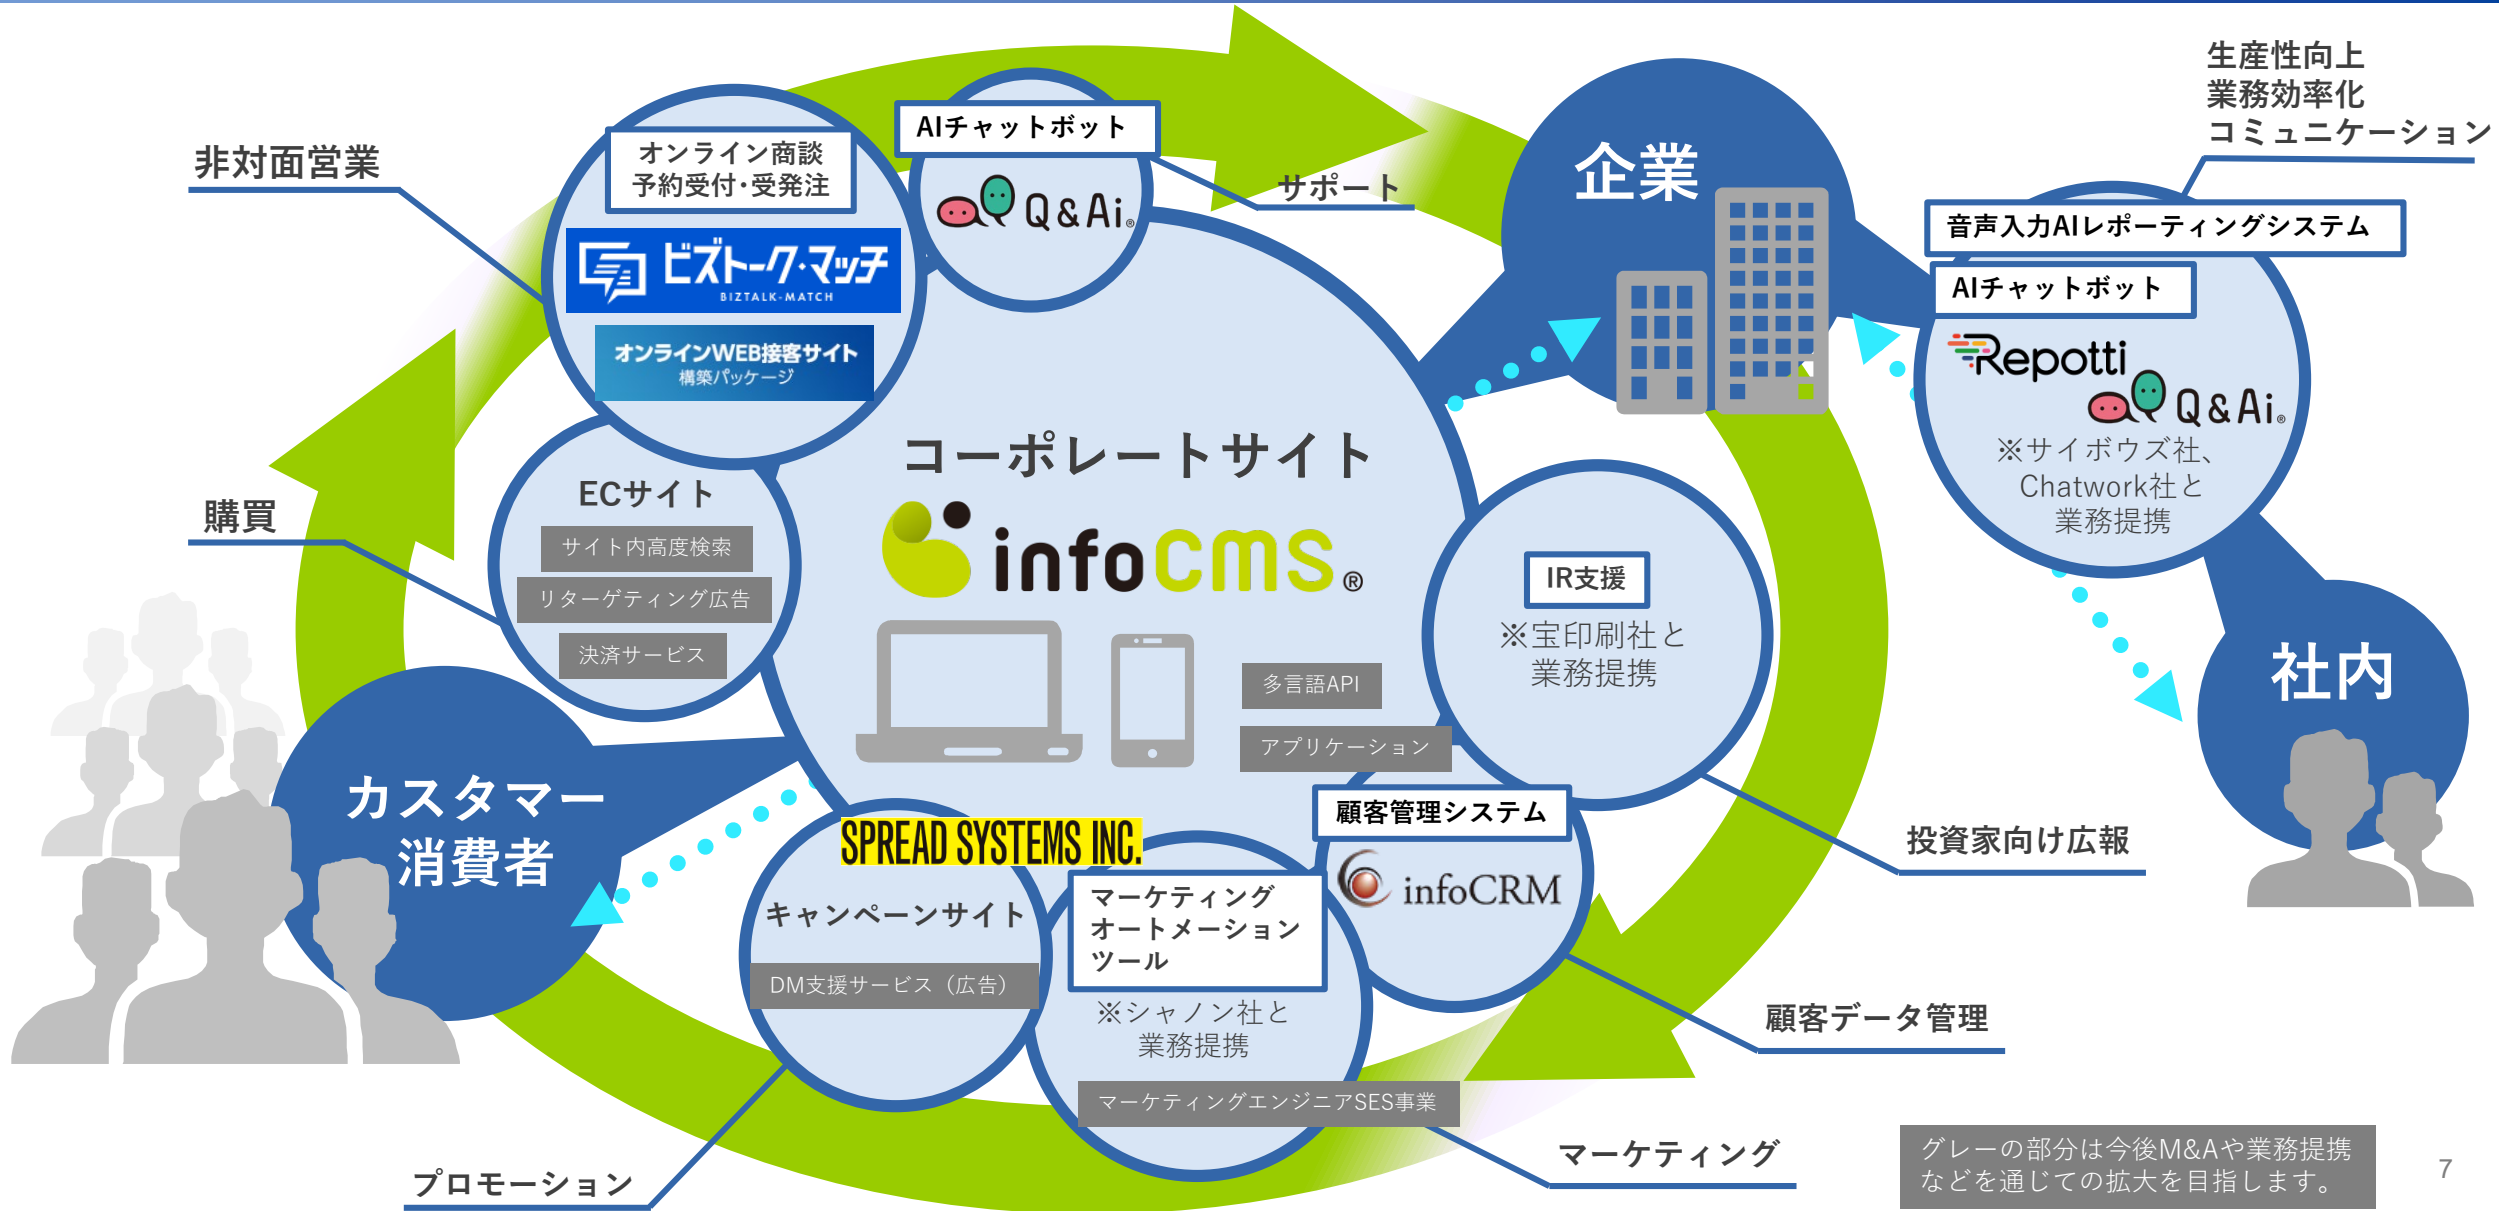 生産性向上
業務効率化
コミュニケーション
非対面営業
オンライン商談
予約受付・受発注
ビズトーク・マッチ
BIZTALK-MATCH
オンラインWEB接客サイト
構築パッケージ
AIチャットボット
Q&Ai®
サポート
企業
音声入力AIレポーティングシステム
AIチャットボット
Repotti
Q&Ai®
※サイボウズ社、
Chatwork社と
業務提携
コーポレートサイト
infoCMS®
購買
ECサイト
サイト内高度検索
リターゲティング広告
決済サービス
多言語API
アプリケーション
IR支援
※宝印刷社と
業務提携
社内
カスタマー
消費者
SPREAD SYSTEMS INC.
キャンペーンサイト
DM支援サービス（広告）
マーケティング
オートメーション
ツール
※シャノン社と
業務提携
マーケティングエンジニアSES事業
顧客管理システム
infoCRM
投資家向け広報
顧客データ管理
マーケティング
プロモーション
グレーの部分は今後M&Aや業務提携
などを通じての拡大を目指します。
7